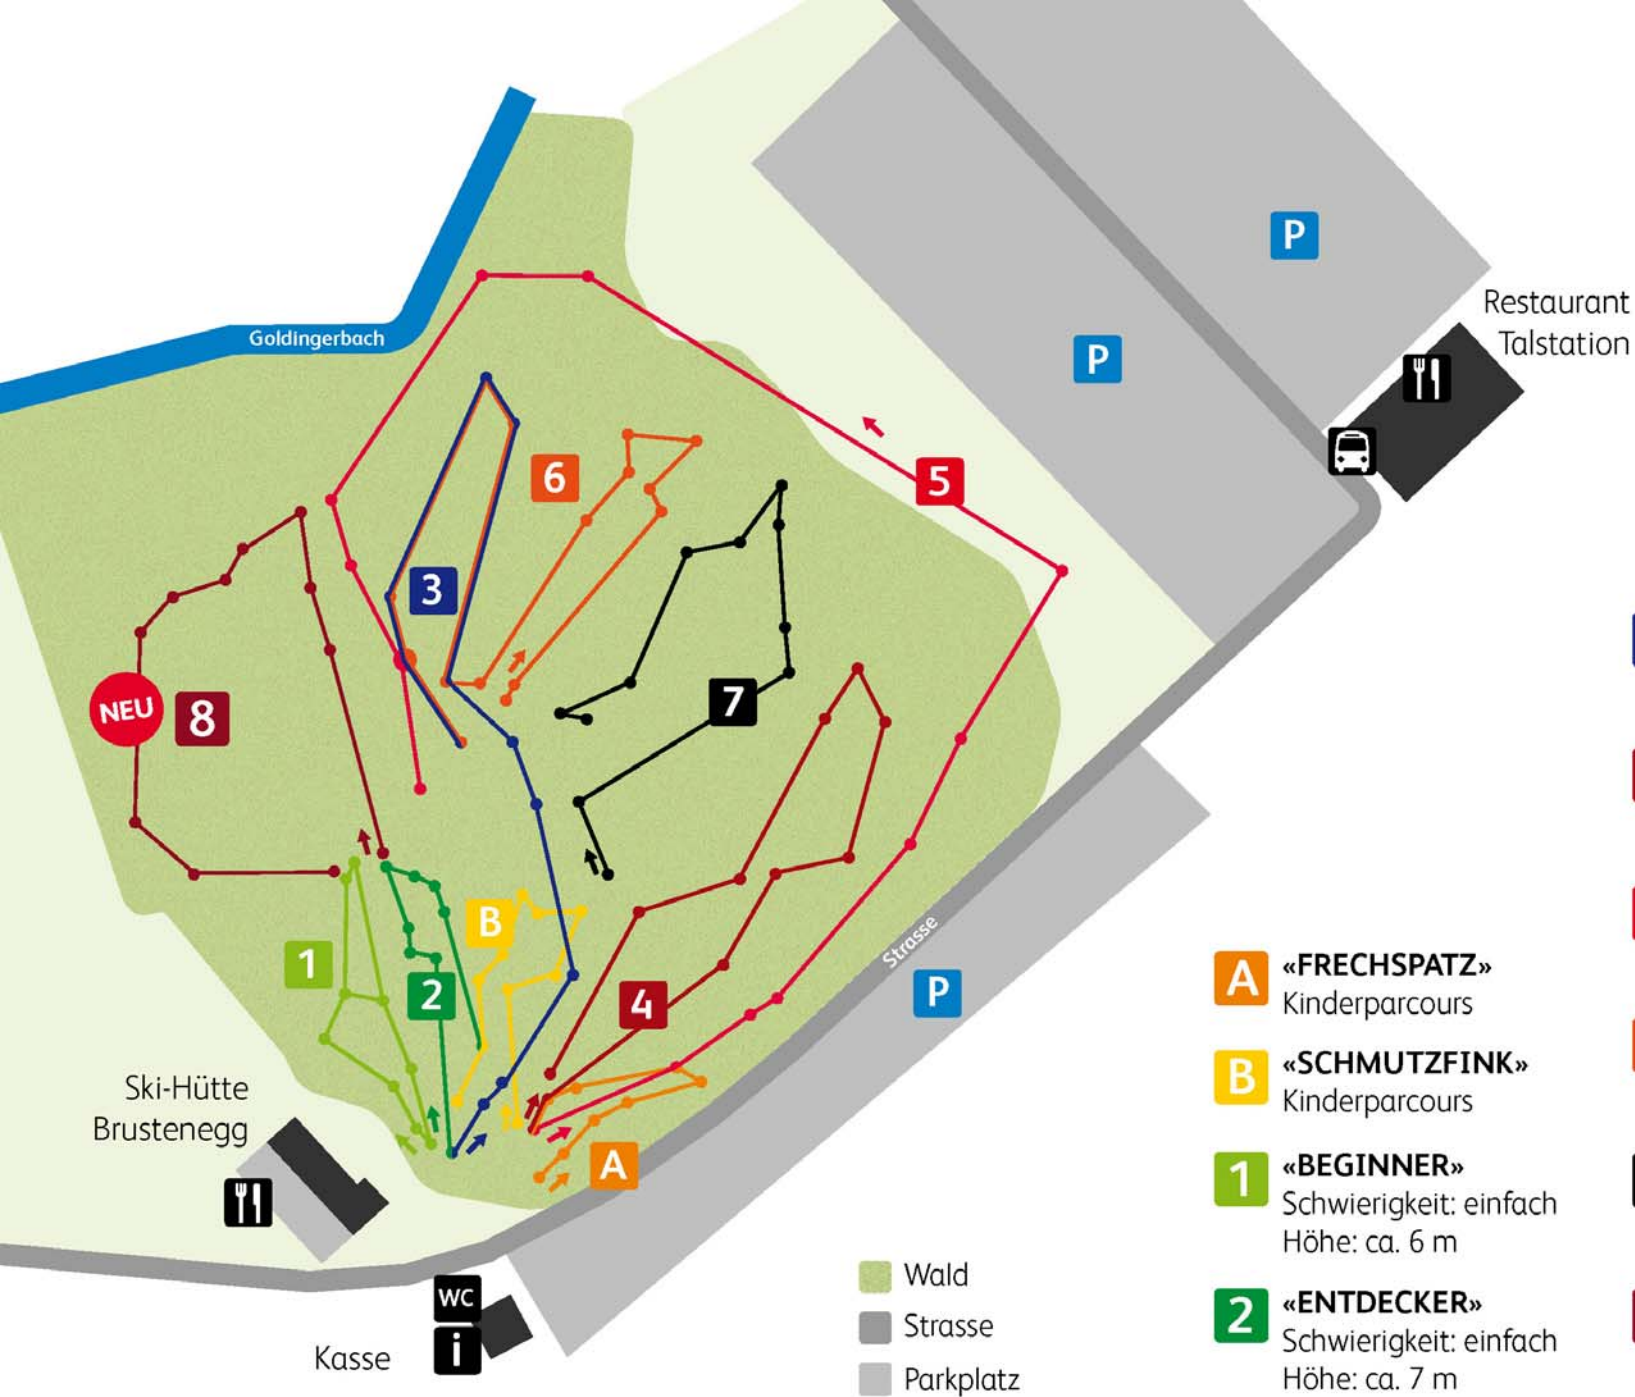 P
Restaurant
Talstation
Goldingerbach
P
6
5
3
NEU
8
7
B
1
2
4
Strasse
P
A
Ski-Hütte
Brustenegg
WC
i
Kasse
Wald
Strasse
Parkplatz
A
«FRECHSPATZ»
Kinderparcours
B
«SCHMUTZFINK»
Kinderparcours
1
«BEGINNER»
Schwierigkeit: einfach
Höhe: ca. 6 m
2
«ENTDECKER»
Schwierigkeit: einfach
Höhe: ca. 7 m